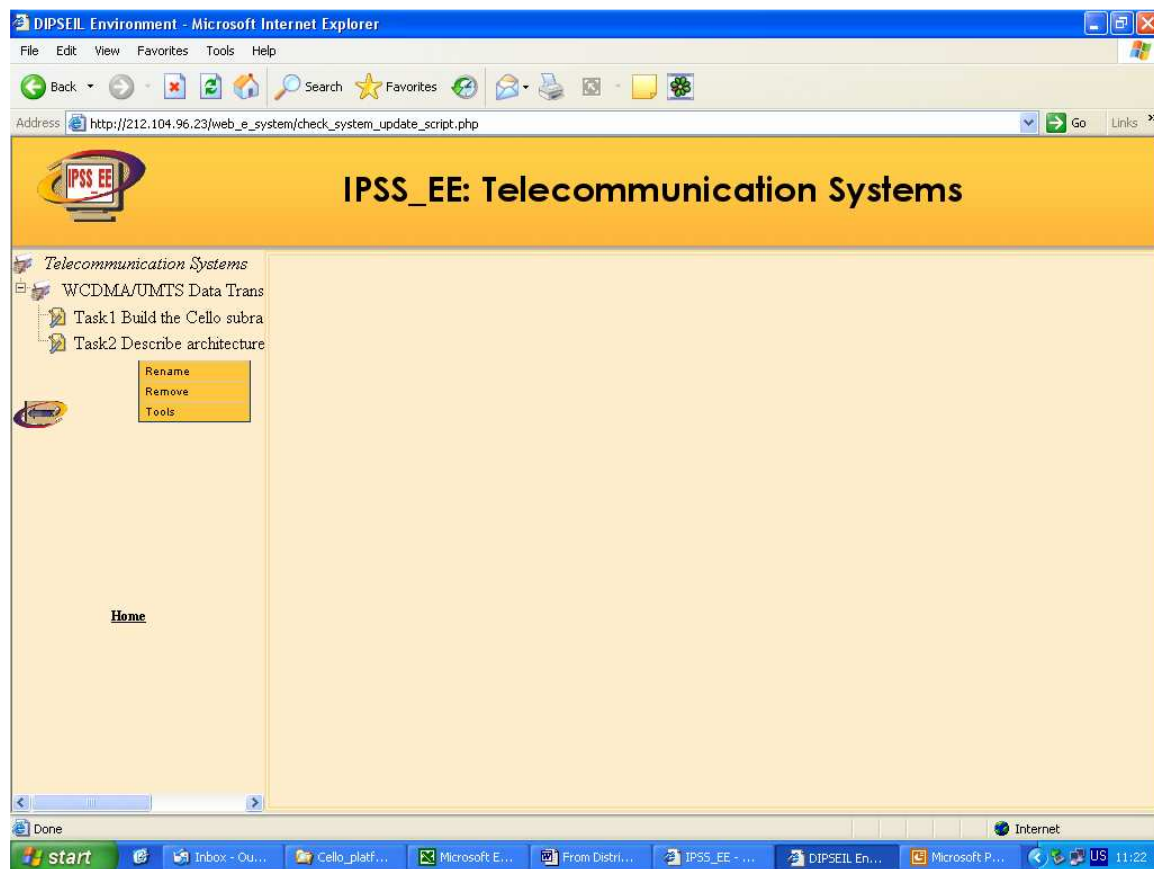 DIPSEIL Environment - Microsoft Internet Explorer
File Edit View Favorites Tools Help
Back Search Favorites
Address http://212.104.96.23/web_e_system/check_system_update_script.php Go Links »
IPSS_EE
IPSS_EE: Telecommunication Systems
Telecommunication Systems
WCDMA/UMTS Data Trans
Task1 Build the Cello subra
Task2 Describe architecture
Rename
Remove
Tools
Home
Done Internet
start Inbox - Ou... Cello_platf... Microsoft E... From Distri... IPSS_EE - ... DIPSEIL En... Microsoft P... US 11:22